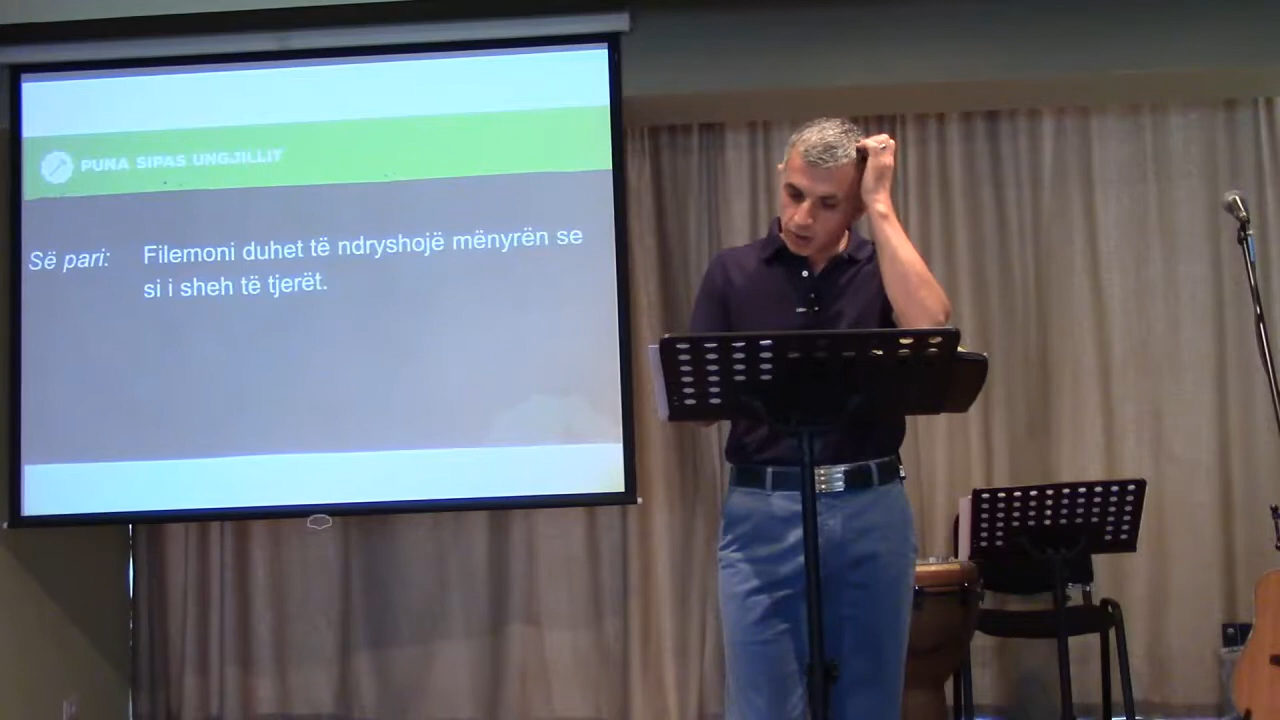 PUNA SIPAS UNGJILLIT
Së pari: Filemoni duhet të ndryshojë mënyrën se
si i sheh të tjerët.